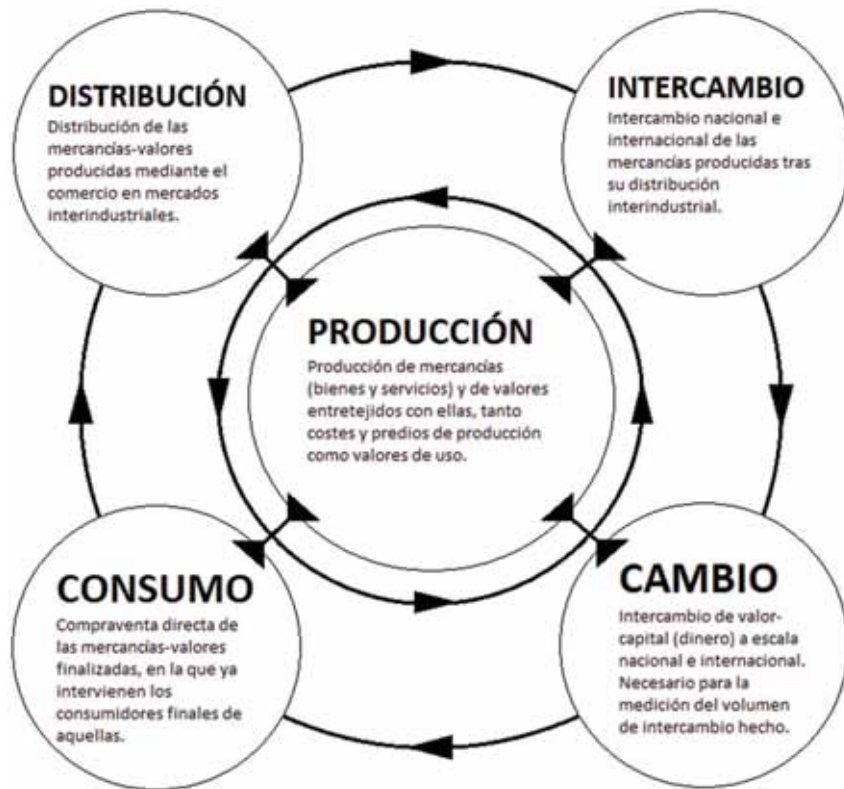 DISTRIBUCIÓN
Distribución de las
mercancías-valores
producidas mediante el
comercio en mercados
interindustriales.
INTERCAMBIO
Intercambio nacional e
internacional de las
mercancías producidas tras
su distribución
interindustrial.
PRODUCCIÓN
Producción de mercancías
(bienes y servicios) y de valores
entretejidos con ellas, tanto
costes y predios de producción
como valores de uso.
CONSUMO
Compraventa directa de
las mercancías-valores
finalizadas, en la que ya
intervienen los
consumidores finales de
aquellas.
CAMBIO
Intercambio de valor-
capital (dinero) a escala
nacional e internacional.
Necesario para la
medición del volumen
de intercambio hecho.